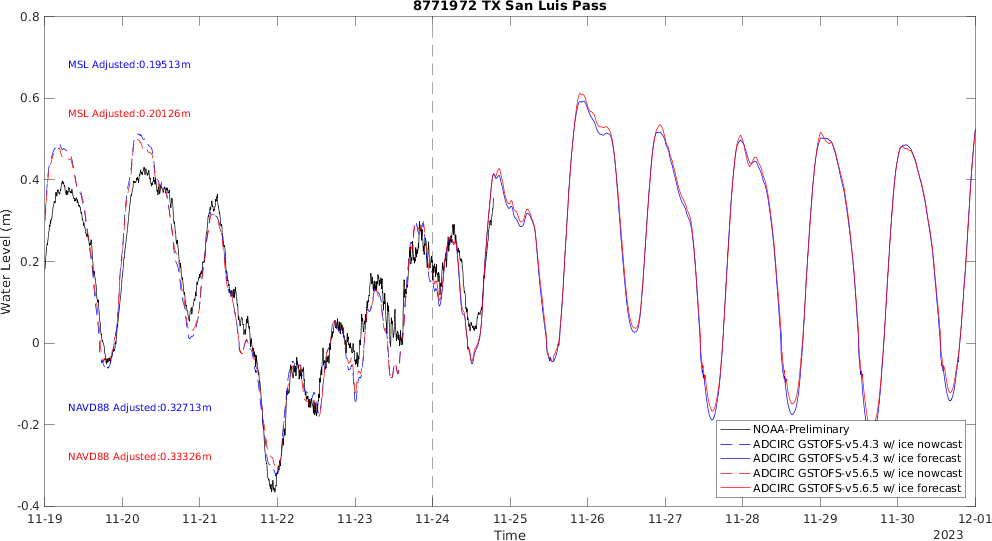 8771972 TX San Luis Pass
0.8
0.6
0.4
0.2
0
-0.2
-0.4
Water Level (m)
MSL Adjusted:0.19513m
MSL Adjusted:0.20126m
NAVD88 Adjusted:0.32713m
NAVD88 Adjusted:0.33326m
NOAA-Preliminary
ADCIRC GSTOFS-v5.4.3 w/ ice nowcast
ADCIRC GSTOFS-v5.4.3 w/ ice forecast
ADCIRC GSTOFS-v5.6.5 w/ ice nowcast
ADCIRC GSTOFS-v5.6.5 w/ ice forecast
11-19 11-20 11-21 11-22 11-23 11-24 11-25 11-26 11-27 11-28 11-29 11-30 12-01
Time
2023